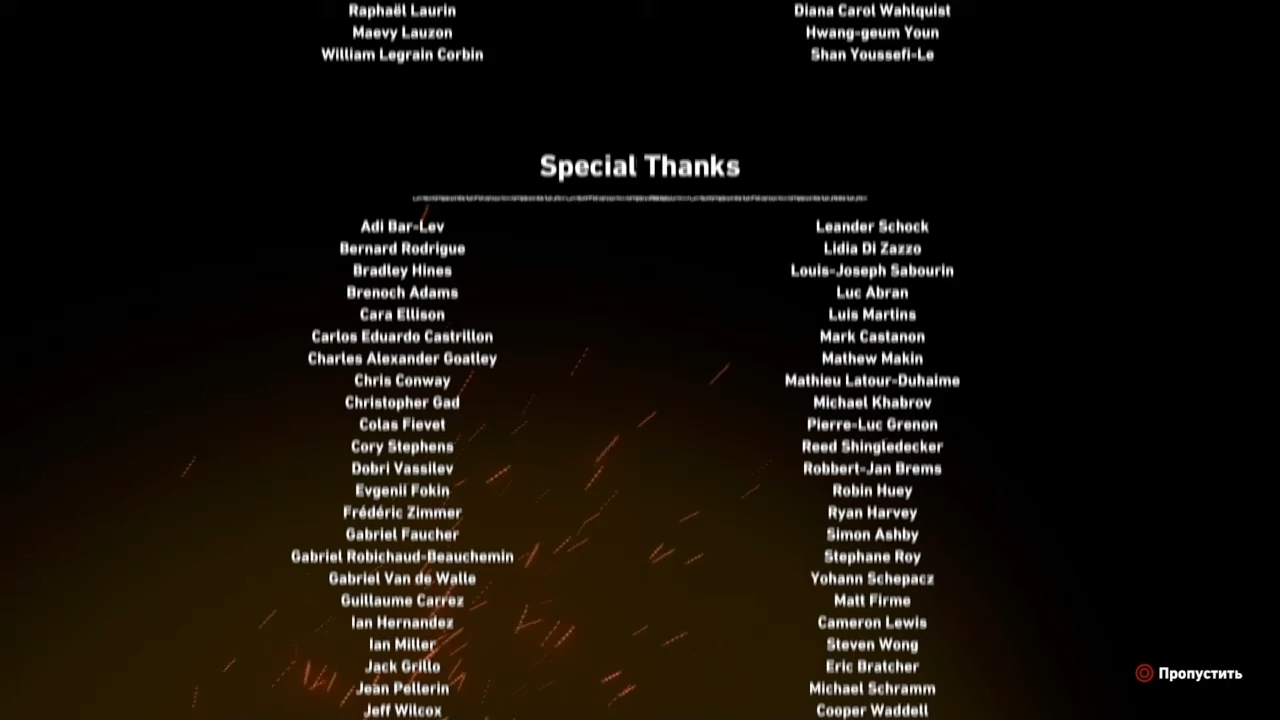 Raphaël Laurin
Maevy Lauzon
William Legrain Corbin
Diana Carol Wahlquist
Hwang-geum Youn
Shan Youssefi-Le
Special Thanks
Adi Bar-Lev
Bernard Rodrigue
Bradley Hines
Brenoch Adams
Cara Ellison
Carlos Eduardo Castrillon
Charles Alexander Goatley
Chris Conway
Christopher Gad
Colas Fievet
Cory Stephens
Dobri Vassilev
Evgenii Fokin
Frédéric Zimmer
Gabriel Faucher
Gabriel Robichaud-Beauchemin
Gabriel Van de Walle
Guillaume Carrez
Ian Hernandez
Ian Miller
Jack Grillo
Jean Pellerin
Jeff Wilcox
Leander Schock
Lidia Di Zazzo
Louis-Joseph Sabourin
Luc Abran
Luis Martins
Mark Castanon
Mathew Makin
Mathieu Latour-Duhaime
Michael Khabrov
Pierre-Luc Grenon
Reed Shingledecker
Robbert-Jan Brems
Robin Huey
Ryan Harvey
Simon Ashby
Stephane Roy
Yohann Schepacz
Matt Firme
Cameron Lewis
Steven Wong
Eric Bratcher
Michael Schramm
Cooper Waddell
Пропустить